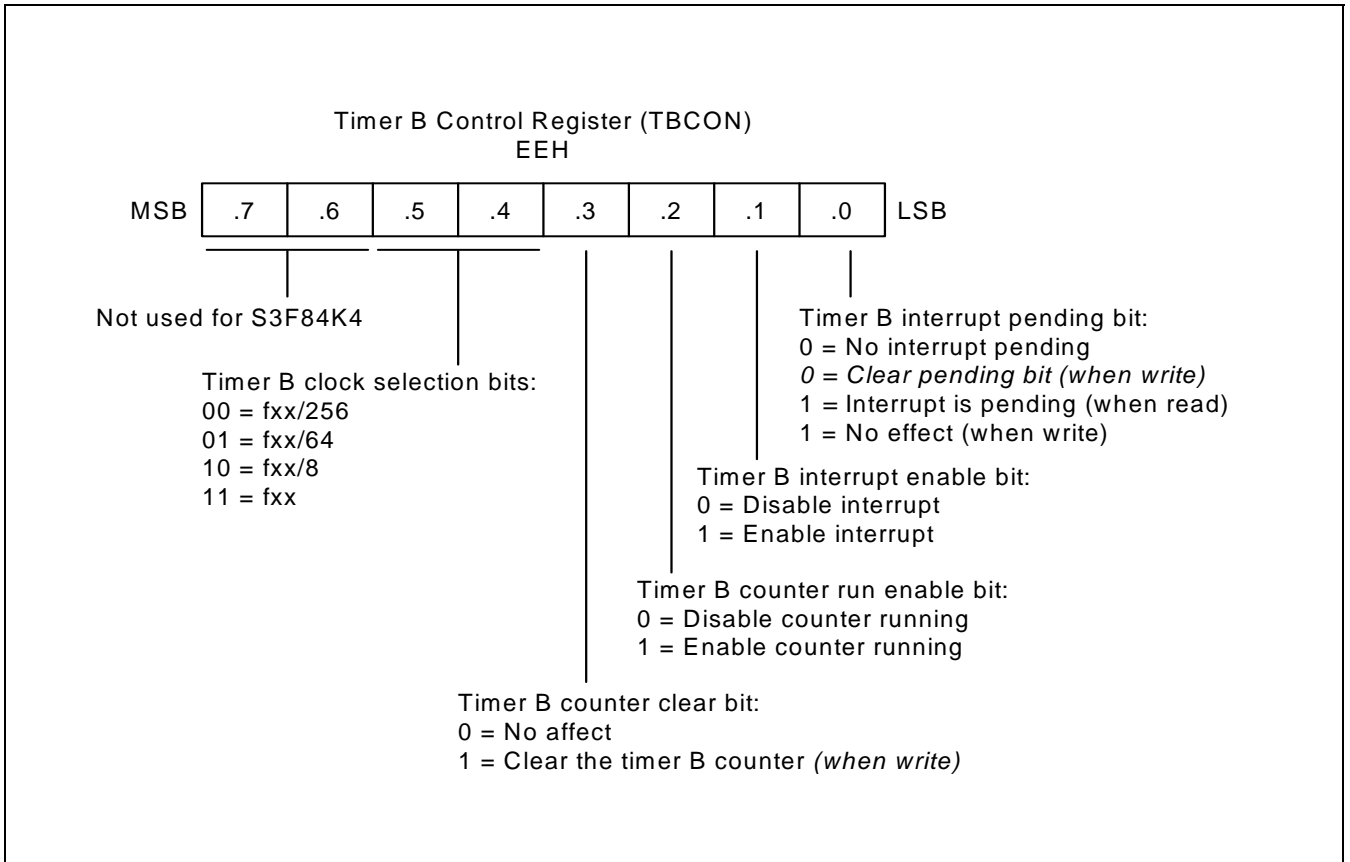 Timer B Control Register (TBCON)
EEH
MSB .7 .6 .5 .4 .3 .2 .1 .0 LSB
Not used for S3F84K4
Timer B clock selection bits:
00 = fxx/256
01 = fxx/64
10 = fxx/8
11 = fxx
Timer B interrupt pending bit:
0 = No interrupt pending
0 = Clear pending bit (when write)
1 = Interrupt is pending (when read)
1 = No effect (when write)
Timer B interrupt enable bit:
0 = Disable interrupt
1 = Enable interrupt
Timer B counter run enable bit:
0 = Disable counter running
1 = Enable counter running
Timer B counter clear bit:
0 = No affect
1 = Clear the timer B counter (when write)